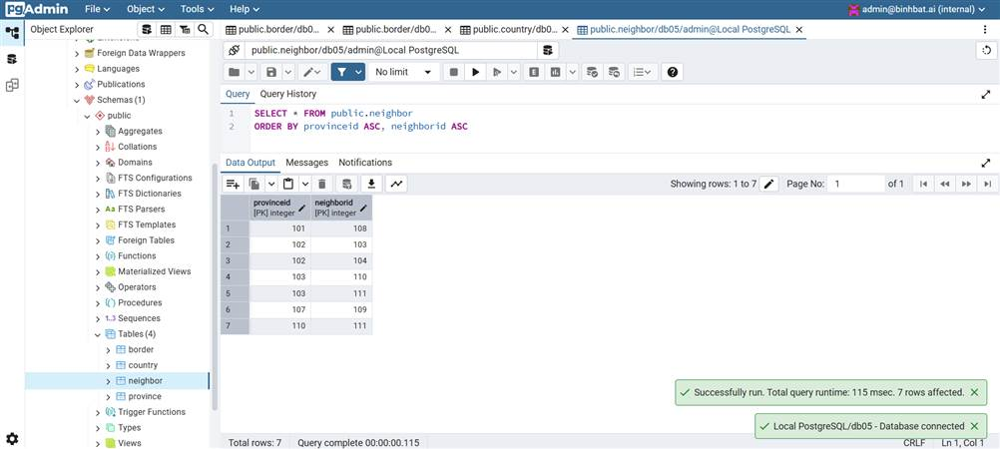 pgAdmin File Object Tools Help admin@binhbat.ai (internal)
Object Explorer
public.border/db0... public.border/db0... public.country/db0... public.neighbor/db05/admin@Local PostgreSQL
public.neighbor/db05/admin@Local PostgreSQL
No limit
Query Query History
1 SELECT * FROM public.neighbor
2 ORDER BY provinceid ASC, neighborid ASC
Data Output Messages Notifications
Showing rows: 1 to 7 Page No: 1 of 1
provinceid neighborid
[PK] integer [PK] integer
1 101 108
2 102 103
3 102 104
4 103 110
5 103 111
6 107 109
7 110 111
Extensions
Foreign Data Wrappers
Languages
Publications
Schemas (1)
public
Aggregates
Collations
Domains
FTS Configurations
FTS Dictionaries
Aa FTS Parsers
FTS Templates
Foreign Tables
Functions
Materialized Views
Operators
Procedures
1..3 Sequences
Tables (4)
border
country
neighbor
province
Trigger Functions
Types
Views
Successfully run. Total query runtime: 115 msec. 7 rows affected.
Local PostgreSQL/db05 - Database connected
Total rows: 7 Query complete 00:00:00.115 CRLF Ln 1, Col 1